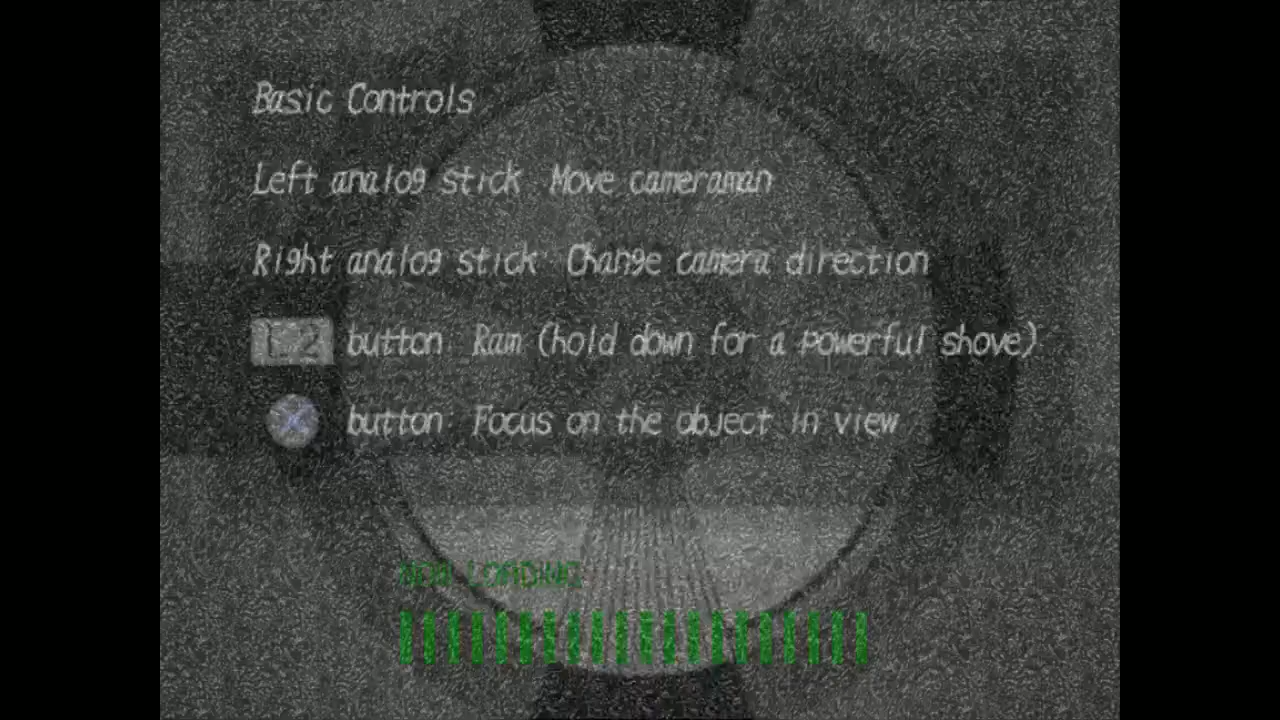 Basic Controls
Left analog stick: Move cameraman
Right analog stick: Change camera direction
L2 button: Ram (hold down for a powerful shove)
X button: Focus on the object in view
NOW LOADING